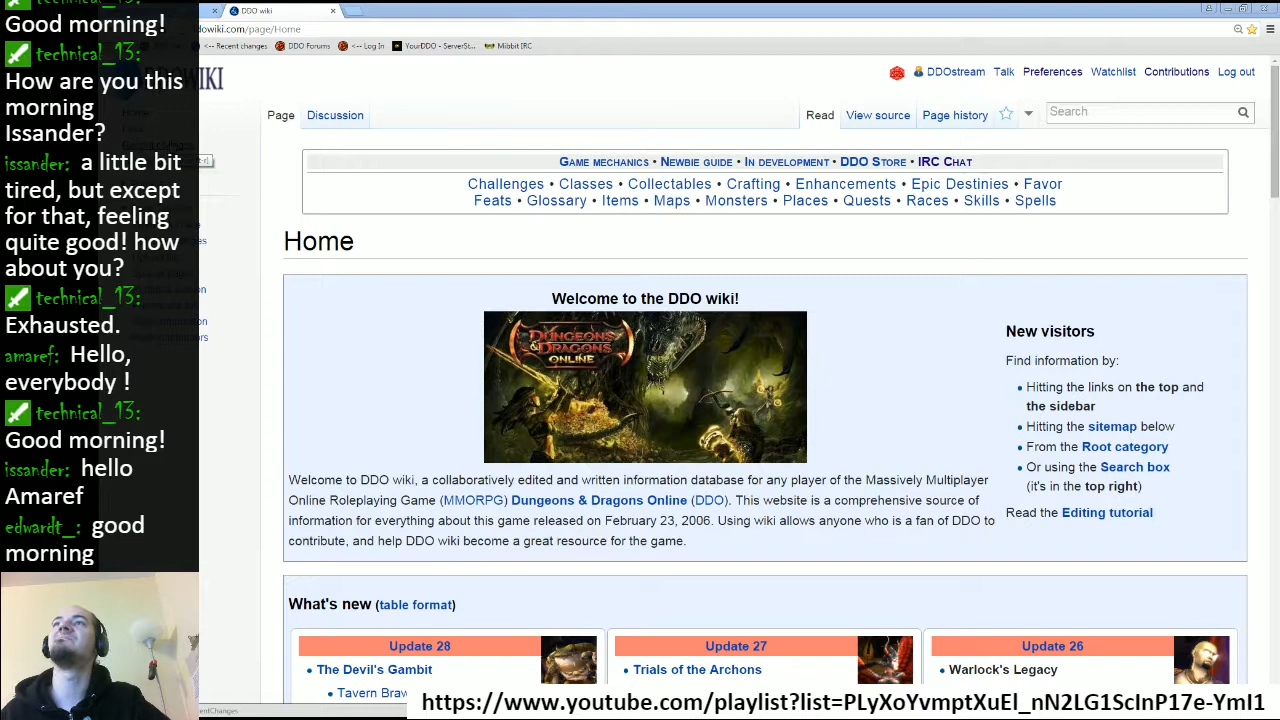 Good morning!
technical_13:
How are you this
morning
Issander?
issander: a little bit
tired, but except
for that, feeling
quite good! how
about you?
technical_13:
Exhausted.
amaref: Hello,
everybody !
technical_13:
Good morning!
issander: hello
Amaref
edwardt_: good
morning
DDO wiki
dowiki.com/page/Home
<-- Recent changes DDO Forums <-- Log In YourDDO - ServerSt... Mibbit IRC
WIKI
DDOstream Talk Preferences Watchlist Contributions Log out
Page Discussion Read View source Page history Search
Game mechanics • Newbie guide • In development • DDO Store • IRC Chat
Challenges • Classes • Collectables • Crafting • Enhancements • Epic Destinies • Favor
Feats • Glossary • Items • Maps • Monsters • Places • Quests • Races • Skills • Spells
Home
Welcome to the DDO wiki!
DUNGEONS & DRAGONS ONLINE
Welcome to DDO wiki, a collaboratively edited and written information database for any player of the Massively Multiplayer
Online Roleplaying Game (MMORPG) Dungeons & Dragons Online (DDO). This website is a comprehensive source of
information for everything about this game released on February 23, 2006. Using wikiallows anyone who is a fan of DDO to
contribute, and help DDO wiki become a great resource for the game.
New visitors
Find information by:
• Hitting the links on the top and
the sidebar
• Hitting the sitemap below
• From the Root category
• Or using the Search box
(it's in the top right)
Read the Editing tutorial
What's new (table format)
Update 28 Update 27 Update 26
• The Devil's Gambit • Trials of the Archons • Warlock's Legacy
• Tavern Braw
https://www.youtube.com/playlist?list=PLyXoYvmptXuEl_nN2LG1ScInP17e-YmI1